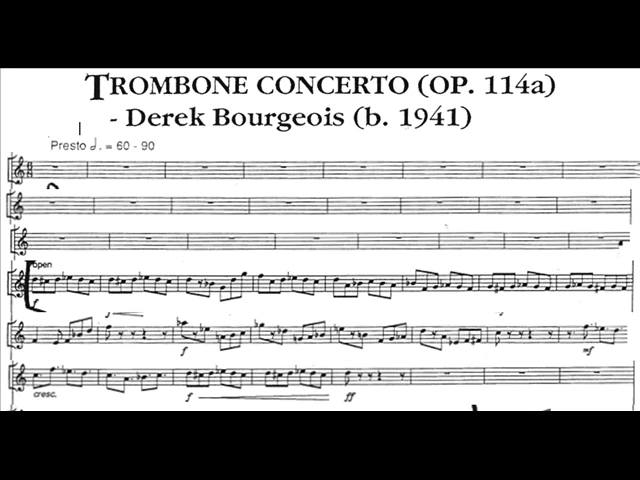 TROMBONE CONCERTO (OP. 114a)
- Derek Bourgeois (b. 1941)
Presto 𝅗𝅥. = 60 - 90
open
f
f
mf
cresc.
f
ff